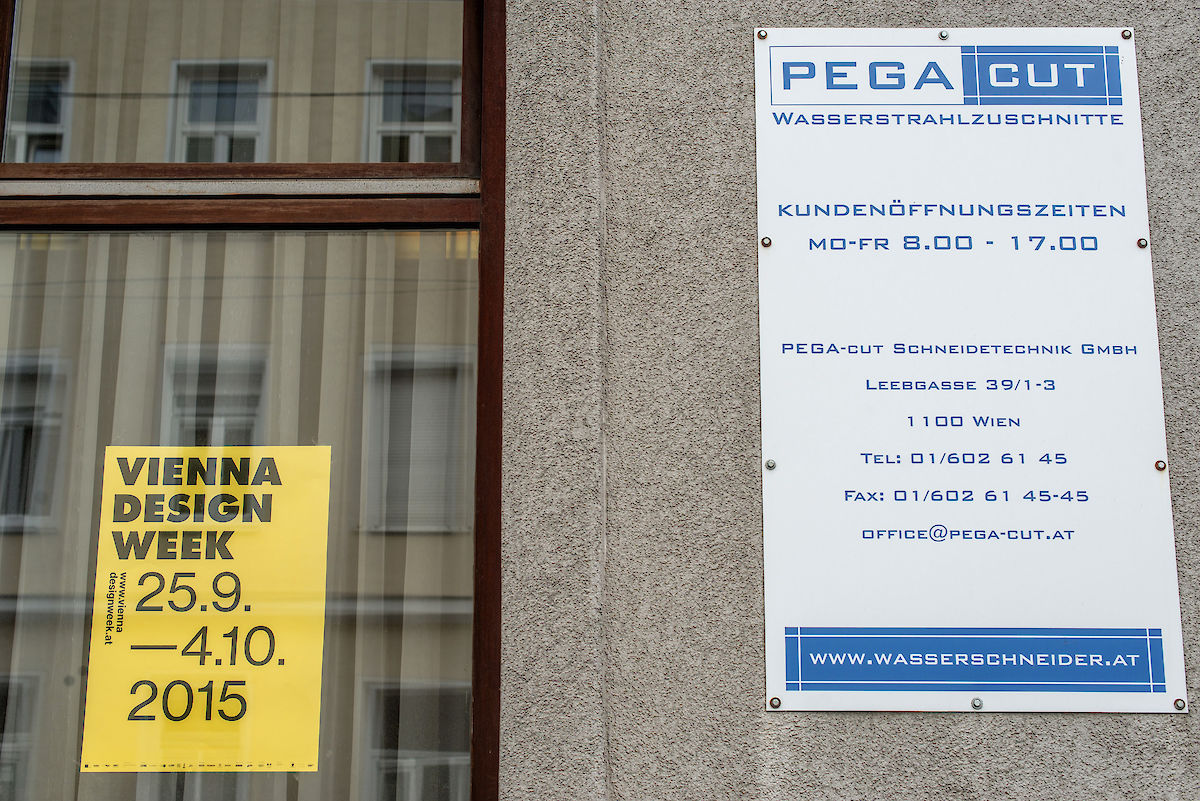 VIENNA
DESIGN
WEEK
25.9.
—4.10.
2015
www.vienna
designweek.at
PEGA CUT
WASSERSTRAHLZUSCHNITTE
KUNDENÖFFNUNGSZEITEN
MO-FR 8.00 - 17.00
PEGA-CUT SCHNEIDETECHNIK GMBH
LEEBGASSE 39/1-3
1100 WIEN
TEL: 01/602 61 45
FAX: 01/602 61 45-45
OFFICE@PEGA-CUT.AT
WWW.WASSERSCHNEIDER.AT